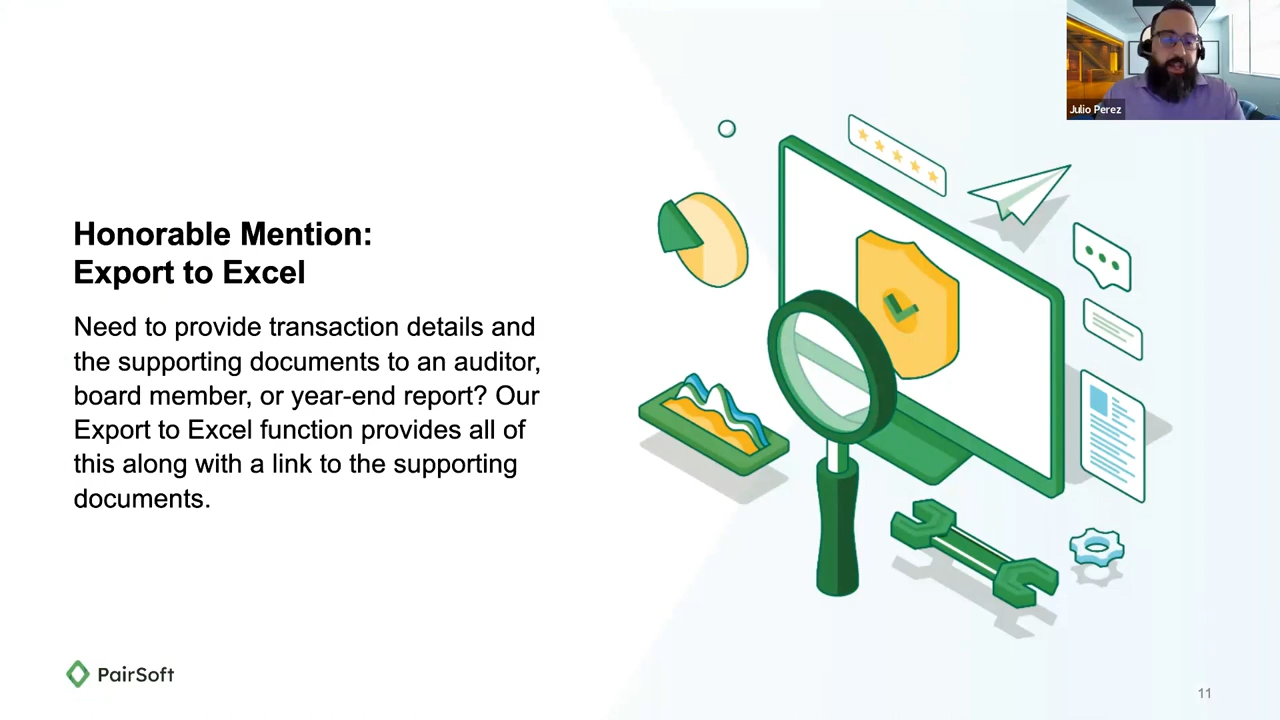 Julio Perez
Honorable Mention:
Export to Excel
Need to provide transaction details and
the supporting documents to an auditor,
board member, or year-end report? Our
Export to Excel function provides all of
this along with a link to the supporting
documents.
PairSoft
11